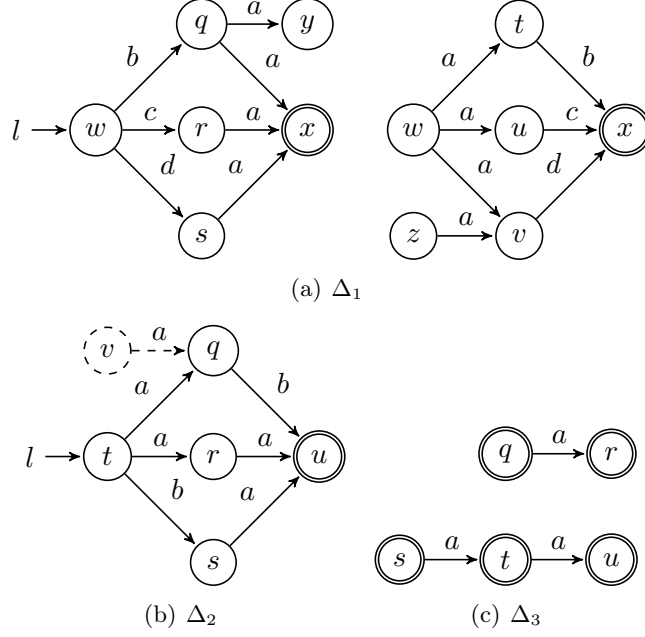 q a y
b a
l w c r a x
d a
s
t
a b
w a u c x
a d
z a v
(a) Δ₁
v a q
a b
l t a r a u
b a
s
q a r
s a t a u
(b) Δ₂ (c) Δ₃